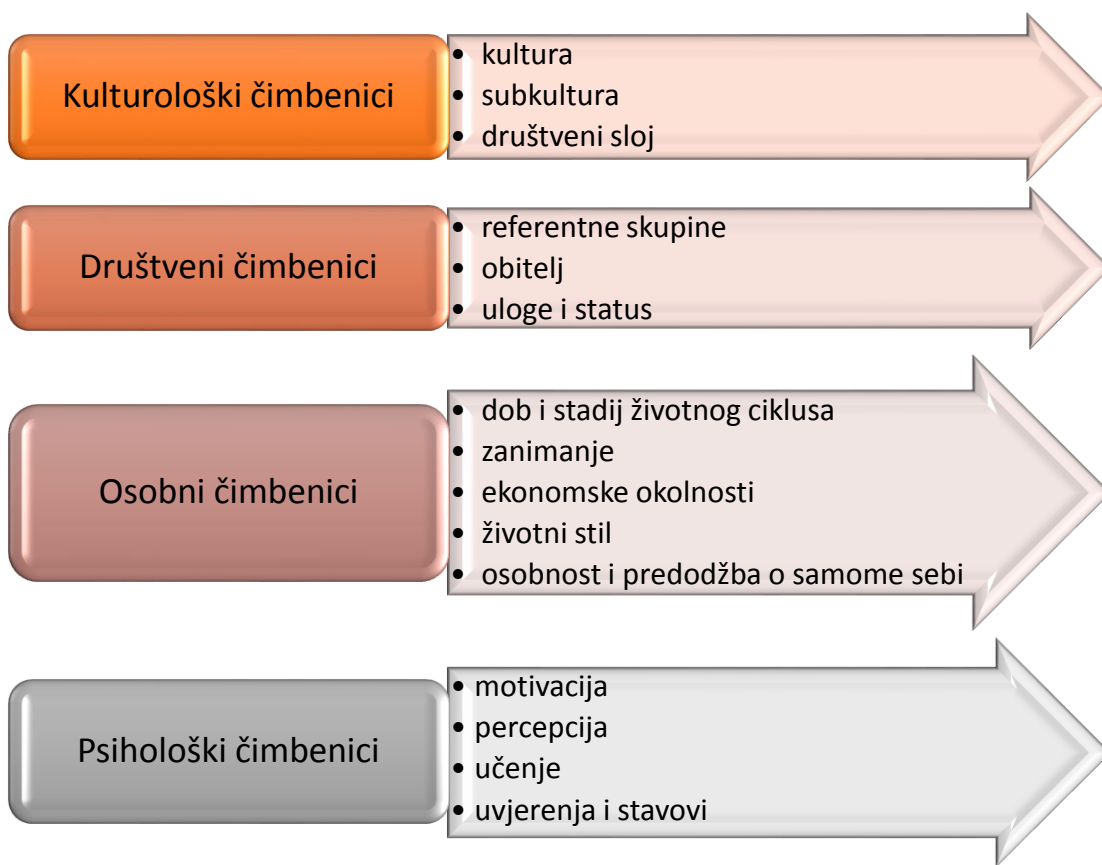 Kulturološki čimbenici
• kultura
• subkultura
• društveni sloj
Društveni čimbenici
• referentne skupine
• obitelj
• uloge i status
Osobni čimbenici
• dob i stadij životnog ciklusa
• zanimanje
• ekonomske okolnosti
• životni stil
• osobnost i predodžba o samome sebi
Psihološki čimbenici
• motivacija
• percepcija
• učenje
• uvjerenja i stavovi